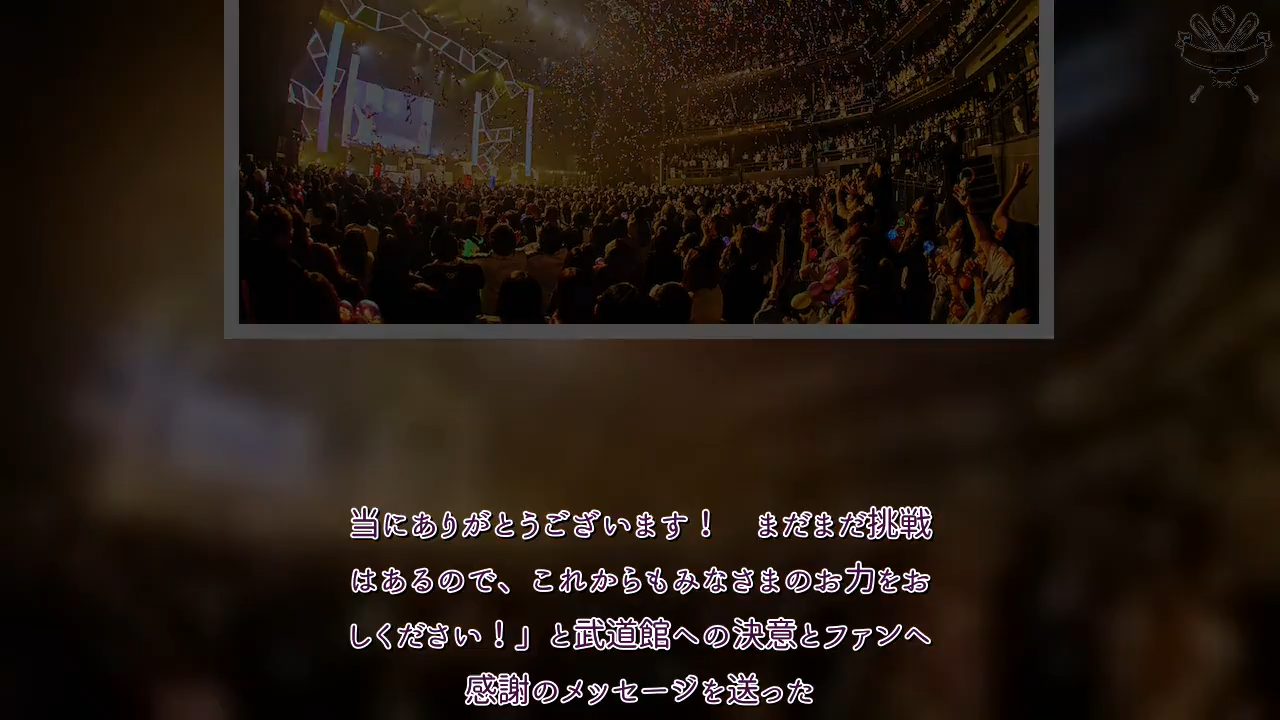 当にありがとうございます！　まだまだ挑戦
はあるので、これからもみなさまのお力をお
しください！」と武道館への決意とファンへ
感謝のメッセージを送った